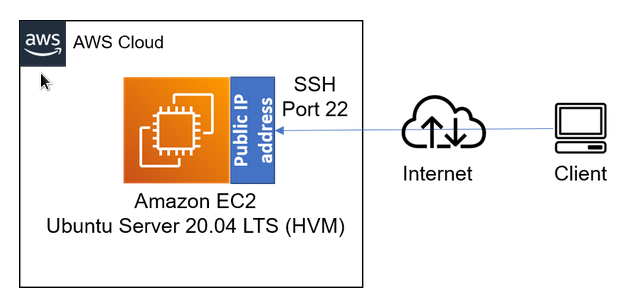 aws
AWS Cloud
SSH
Port 22
Public IP
address
Internet
Client
Amazon EC2
Ubuntu Server 20.04 LTS (HVM)